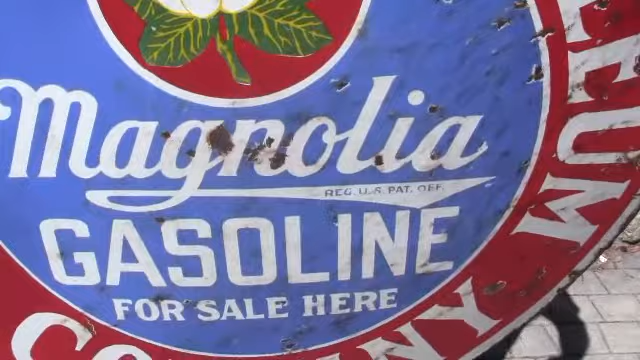 Magnolia
REG. U.S. PAT. OFF.
GASOLINE
FOR SALE HERE